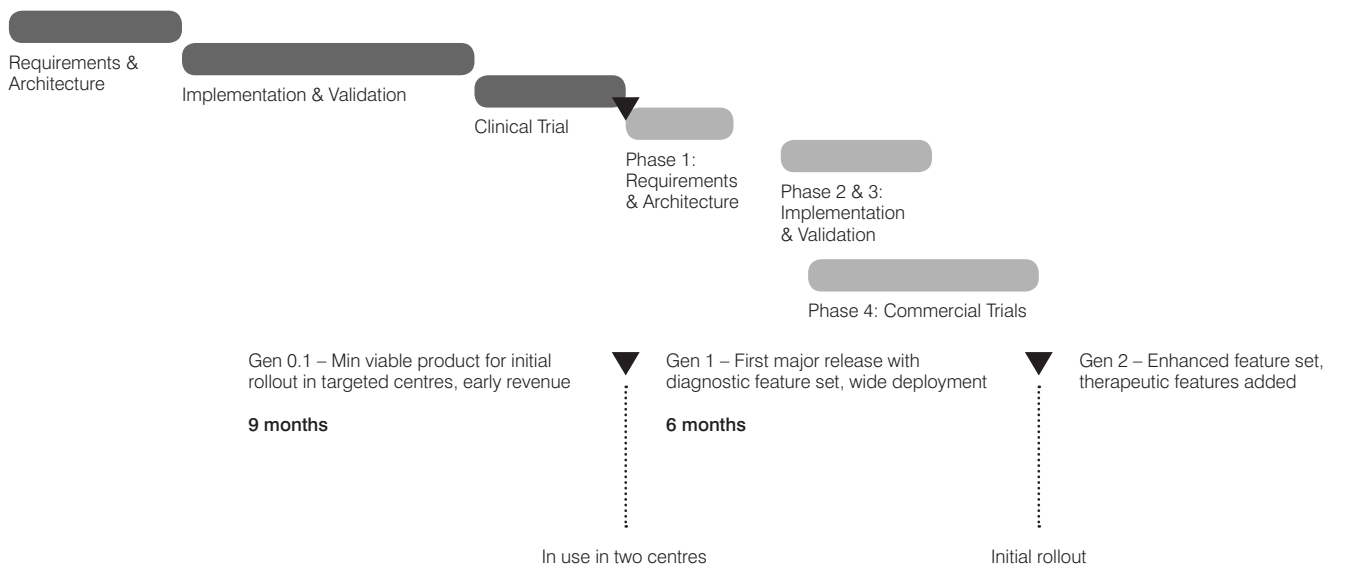 Requirements &
Architecture
Implementation & Validation
Clinical Trial
Phase 1:
Requirements
& Architecture
Phase 2 & 3:
Implementation
& Validation
Phase 4: Commercial Trials
Gen 0.1 – Min viable product for initial
rollout in targeted centres, early revenue
9 months
Gen 1 – First major release with
diagnostic feature set, wide deployment
6 months
Gen 2 – Enhanced feature set,
therapeutic features added
In use in two centres
Initial rollout